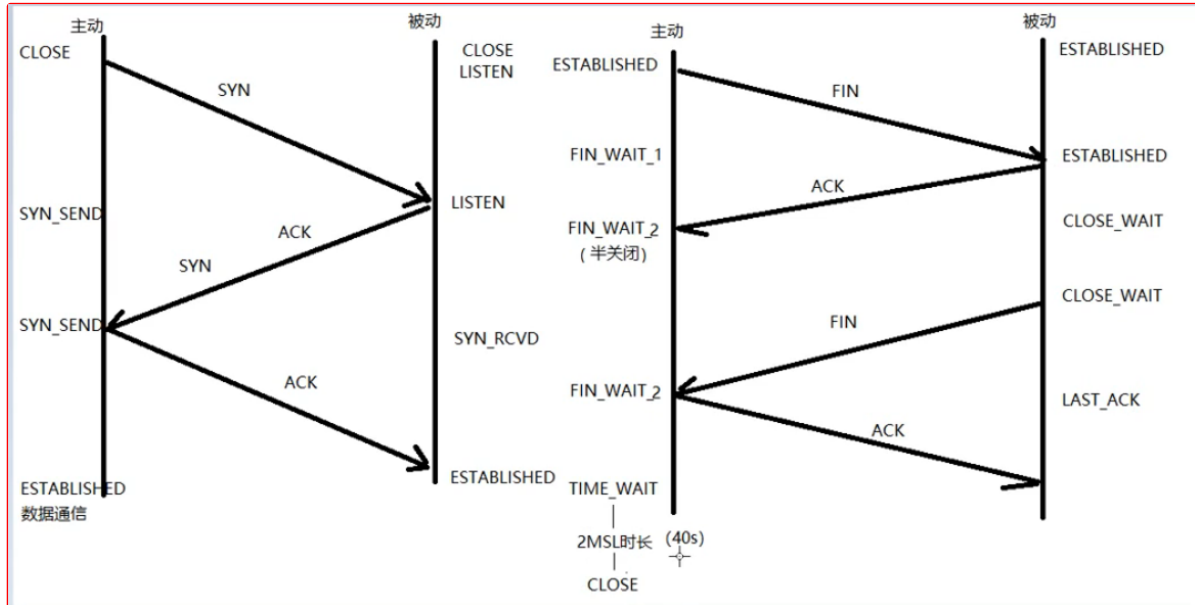 主动
被动
CLOSE
CLOSE
LISTEN
SYN
LISTEN
SYN_SEND
ACK
SYN
SYN_SEND
SYN_RCVD
ACK
ESTABLISHED
ESTABLISHED
数据通信
主动
被动
ESTABLISHED
ESTABLISHED
FIN
FIN_WAIT_1
ESTABLISHED
ACK
FIN_WAIT_2
(半关闭)
CLOSE_WAIT
CLOSE_WAIT
FIN
FIN_WAIT_2
LAST_ACK
ACK
TIME_WAIT
2MSL时长 (40s)
CLOSE